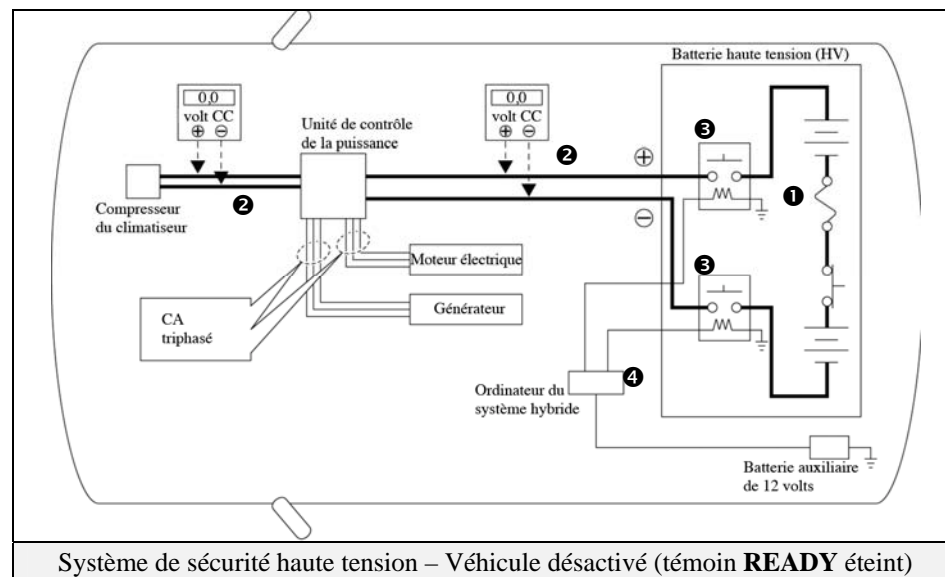 Batterie haute tension (HV)
0,0
volt CC
⊕ ⊖
Unité de contrôle
de la puissance
0,0
volt CC
⊕ ⊖
❸
❷
⊕
❶
❷
Compresseur
du climatiseur
⊖
❸
Moteur électrique
Générateur
CA
triphasé
❹
Ordinateur du
système hybride
Batterie auxiliaire
de 12 volts
Système de sécurité haute tension – Véhicule désactivé (témoin READY éteint)